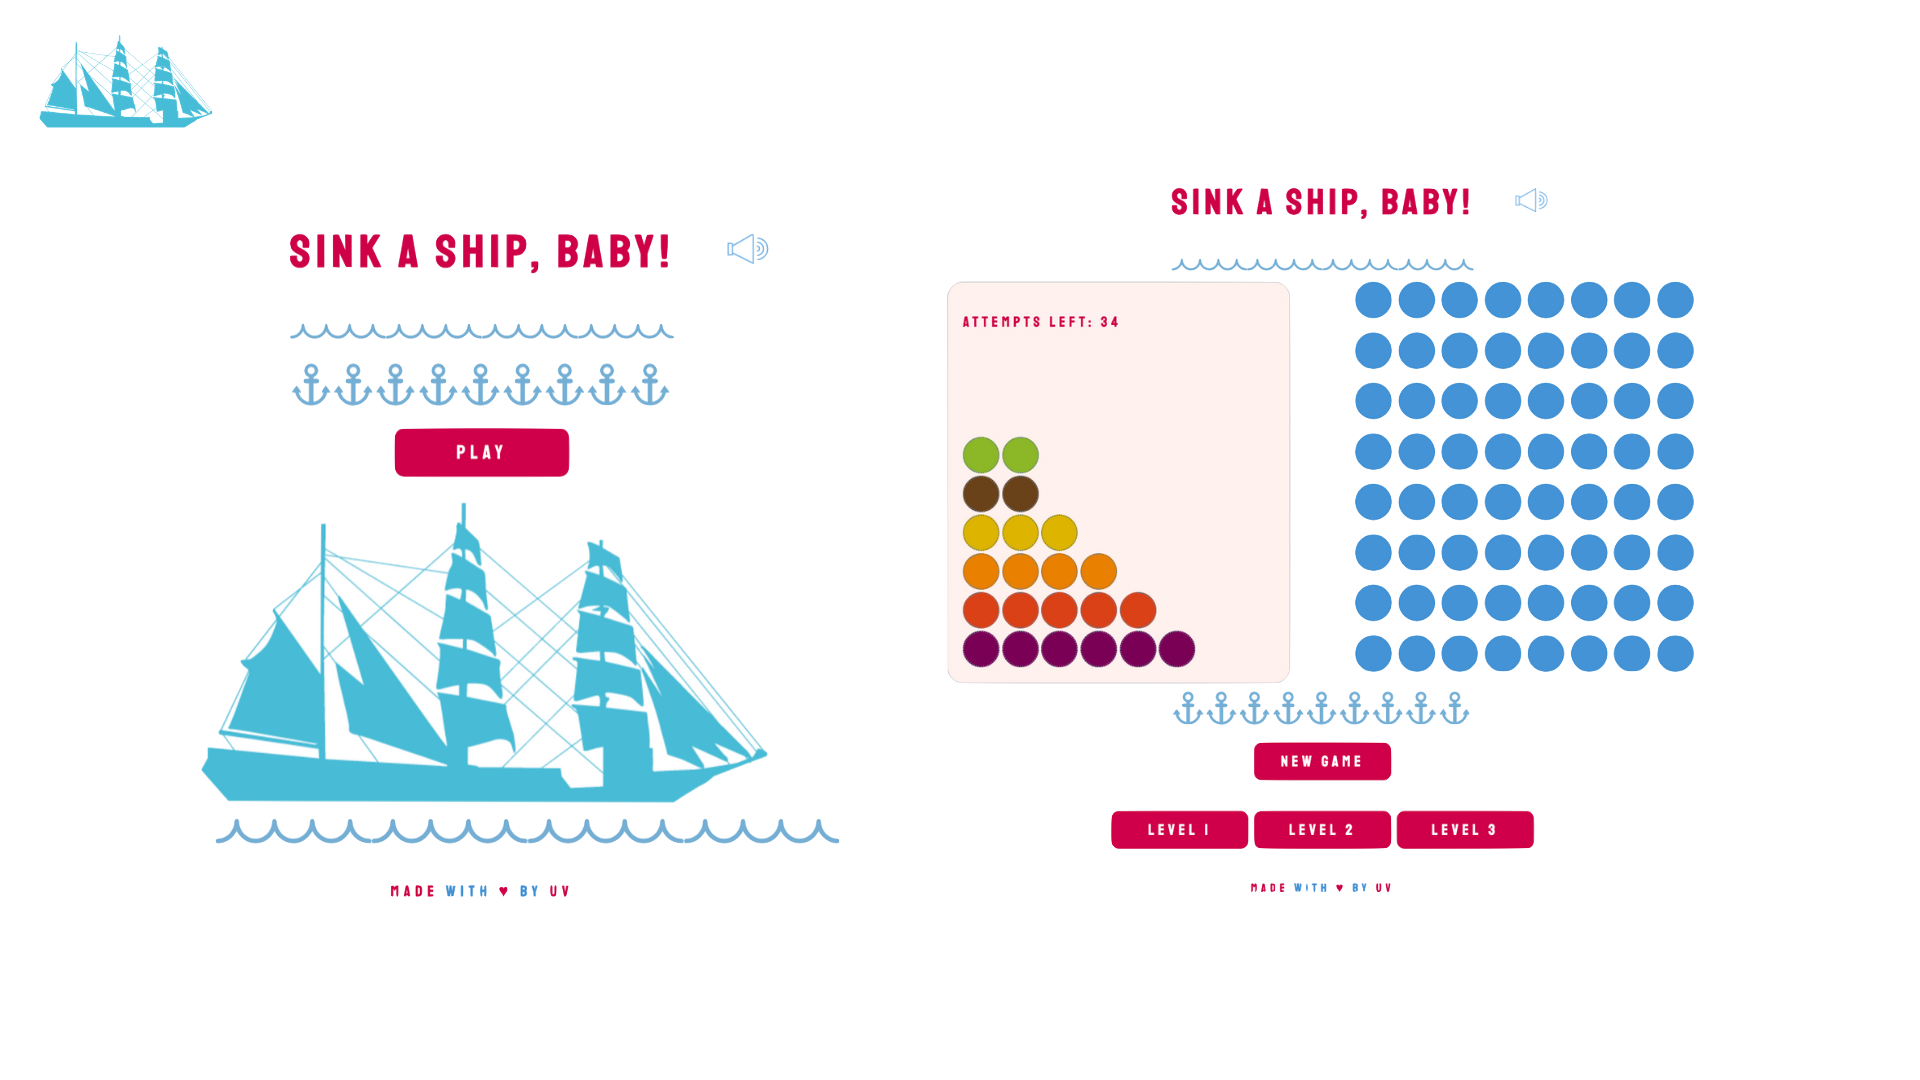 SINK A SHIP, BABY!
PLAY
MADE WITH ♥ BY UV
SINK A SHIP, BABY!
ATTEMPTS LEFT: 34
NEW GAME
LEVEL 1
LEVEL 2
LEVEL 3
MADE WITH ♥ BY UV